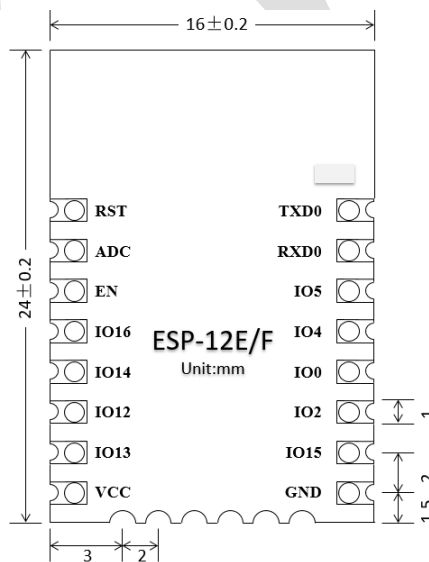 16±0.2
24±0.2
RST TXD0
ADC RXD0
EN IO5
IO16 IO4
ESP-12E/F
Unit:mm
IO14 IO0
IO12 IO2
1
IO13 IO15
2
VCC GND
1.5
3
2